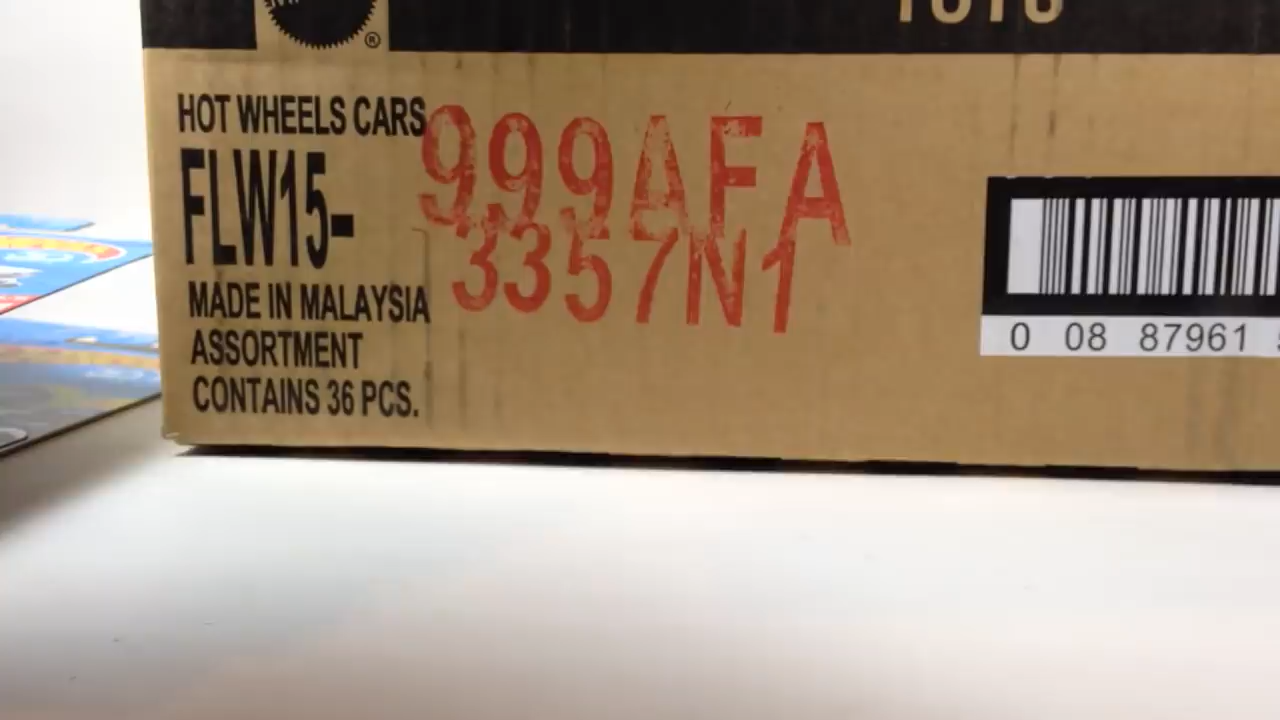 HOT WHEELS CARS
FLW15-
MADE IN MALAYSIA
ASSORTMENT
CONTAINS 36 PCS.
999AFA
3357N1
0 08 87961